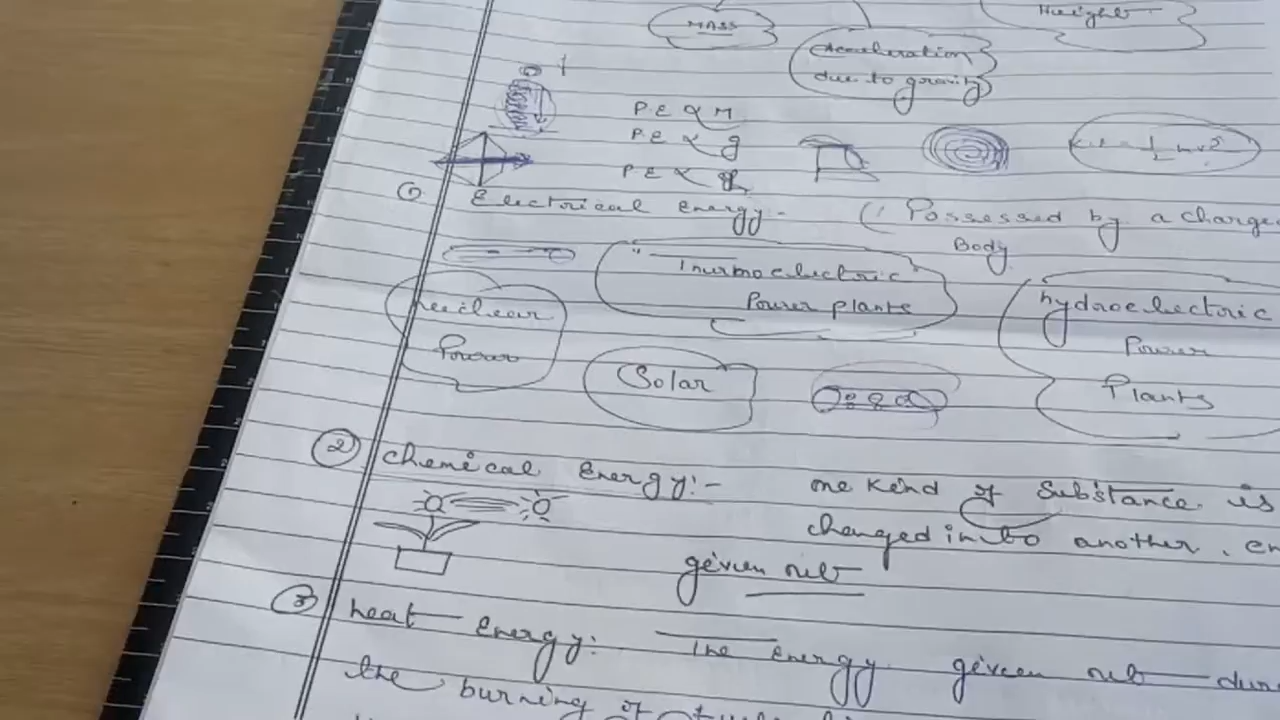 Height
MASS
Acceleration
due to gravity
P.E ∝ M
P E ∝ g
P E ∝ h
K.E = 1/2 mv²
① Electrical energy - (Possessed by a charge
Body
"Thermoelectric"
Power plants
Neuclear
Power
hydroelectric
Power
Plants
Solar
② chemical Energy:- one kind of Substance is
changed into another, en
given out
③ heat Energy: The energy given out dur
the burning of